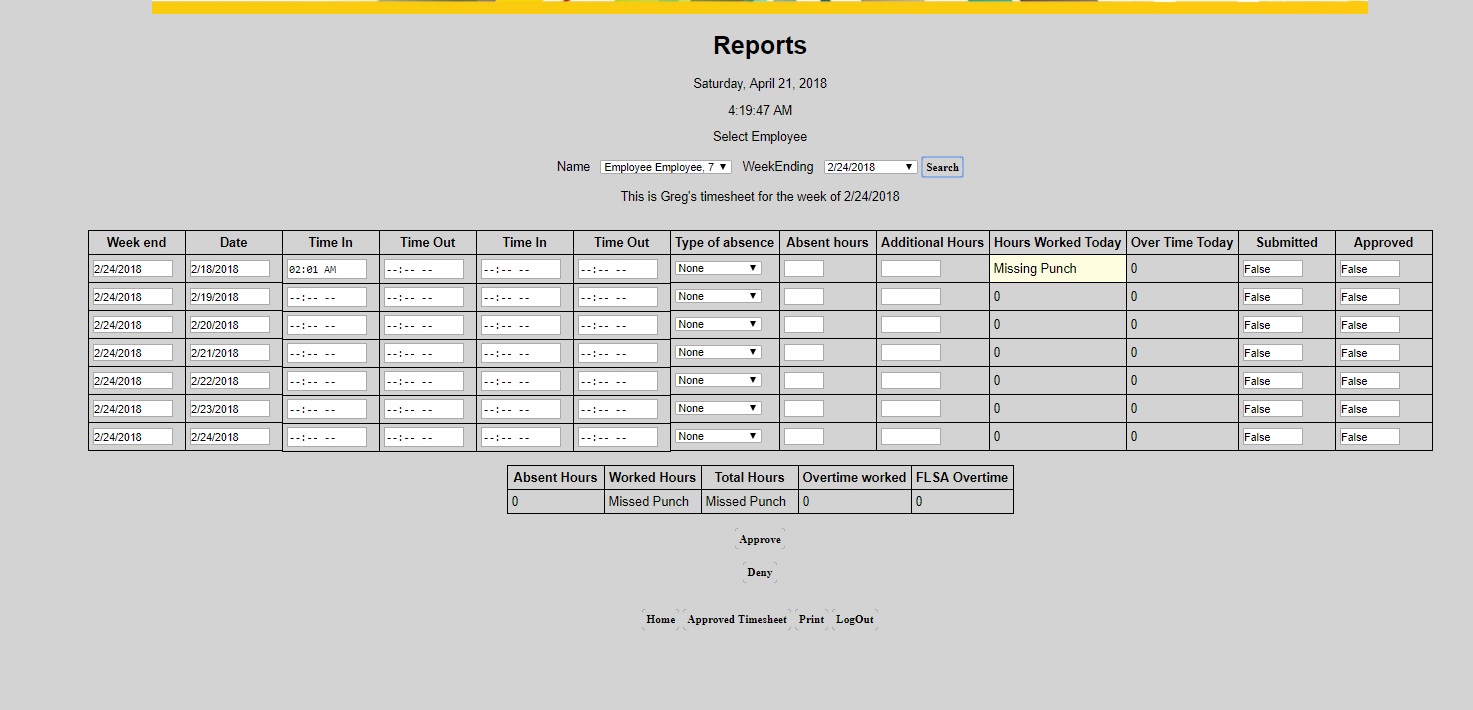 Reports
Saturday, April 21, 2018
4:19:47 AM
Select Employee
Name Employee Employee, 7 WeekEnding 2/24/2018 Search
This is Greg's timesheet for the week of 2/24/2018
Week end Date Time In Time Out Time In Time Out Type of absence Absent hours Additional Hours Hours Worked Today Over Time Today Submitted Approved
2/24/2018 2/18/2018 02:01 AM --:-- -- --:-- -- --:-- -- None Missing Punch 0 False False
2/24/2018 2/19/2018 --:-- -- --:-- -- --:-- -- --:-- -- None 0 0 False False
2/24/2018 2/20/2018 --:-- -- --:-- -- --:-- -- --:-- -- None 0 0 False False
2/24/2018 2/21/2018 --:-- -- --:-- -- --:-- -- --:-- -- None 0 0 False False
2/24/2018 2/22/2018 --:-- -- --:-- -- --:-- -- --:-- -- None 0 0 False False
2/24/2018 2/23/2018 --:-- -- --:-- -- --:-- -- --:-- -- None 0 0 False False
2/24/2018 2/24/2018 --:-- -- --:-- -- --:-- -- --:-- -- None 0 0 False False
Absent Hours Worked Hours Total Hours Overtime worked FLSA Overtime
0 Missed Punch Missed Punch 0 0
Approve
Deny
Home Approved Timesheet Print LogOut